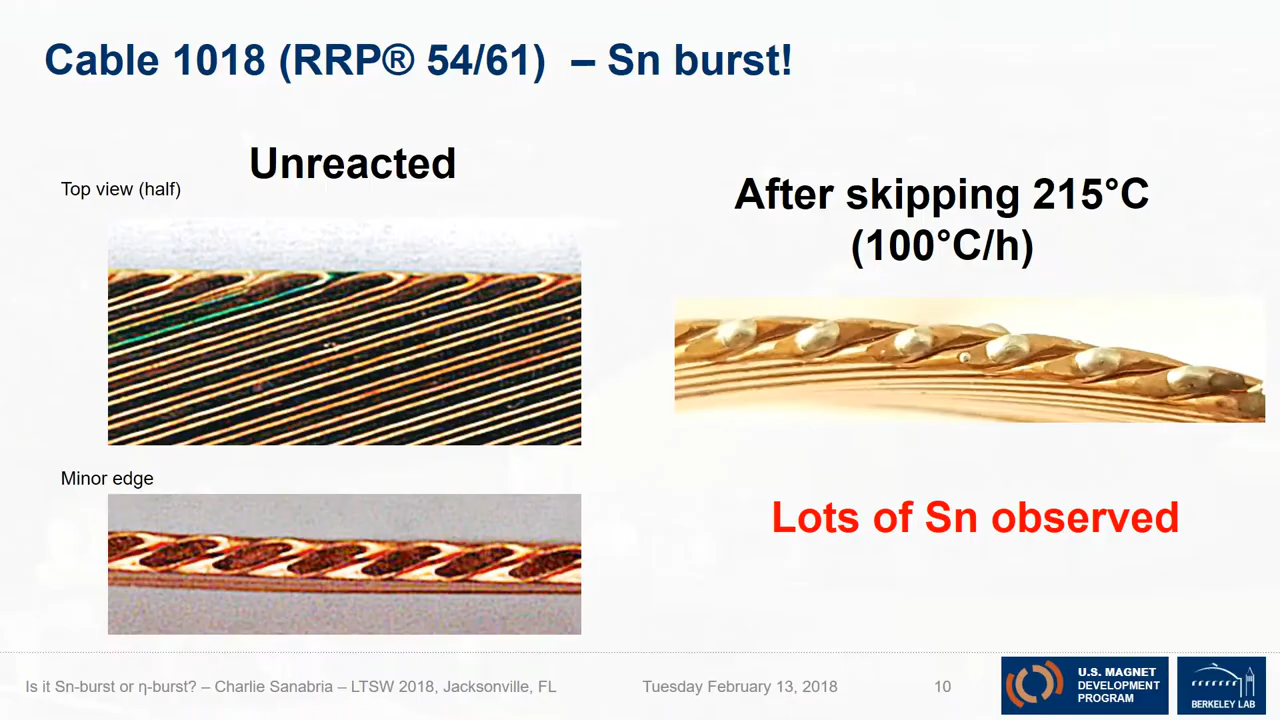 Cable 1018 (RRP® 54/61) – Sn burst!
Unreacted
Top view (half)
Minor edge
After skipping 215°C
(100°C/h)
Lots of Sn observed
Is it Sn-burst or η-burst? – Charlie Sanabria – LTSW 2018, Jacksonville, FL
Tuesday February 13, 2018
10
U.S. MAGNET
DEVELOPMENT
PROGRAM
BERKELEY LAB